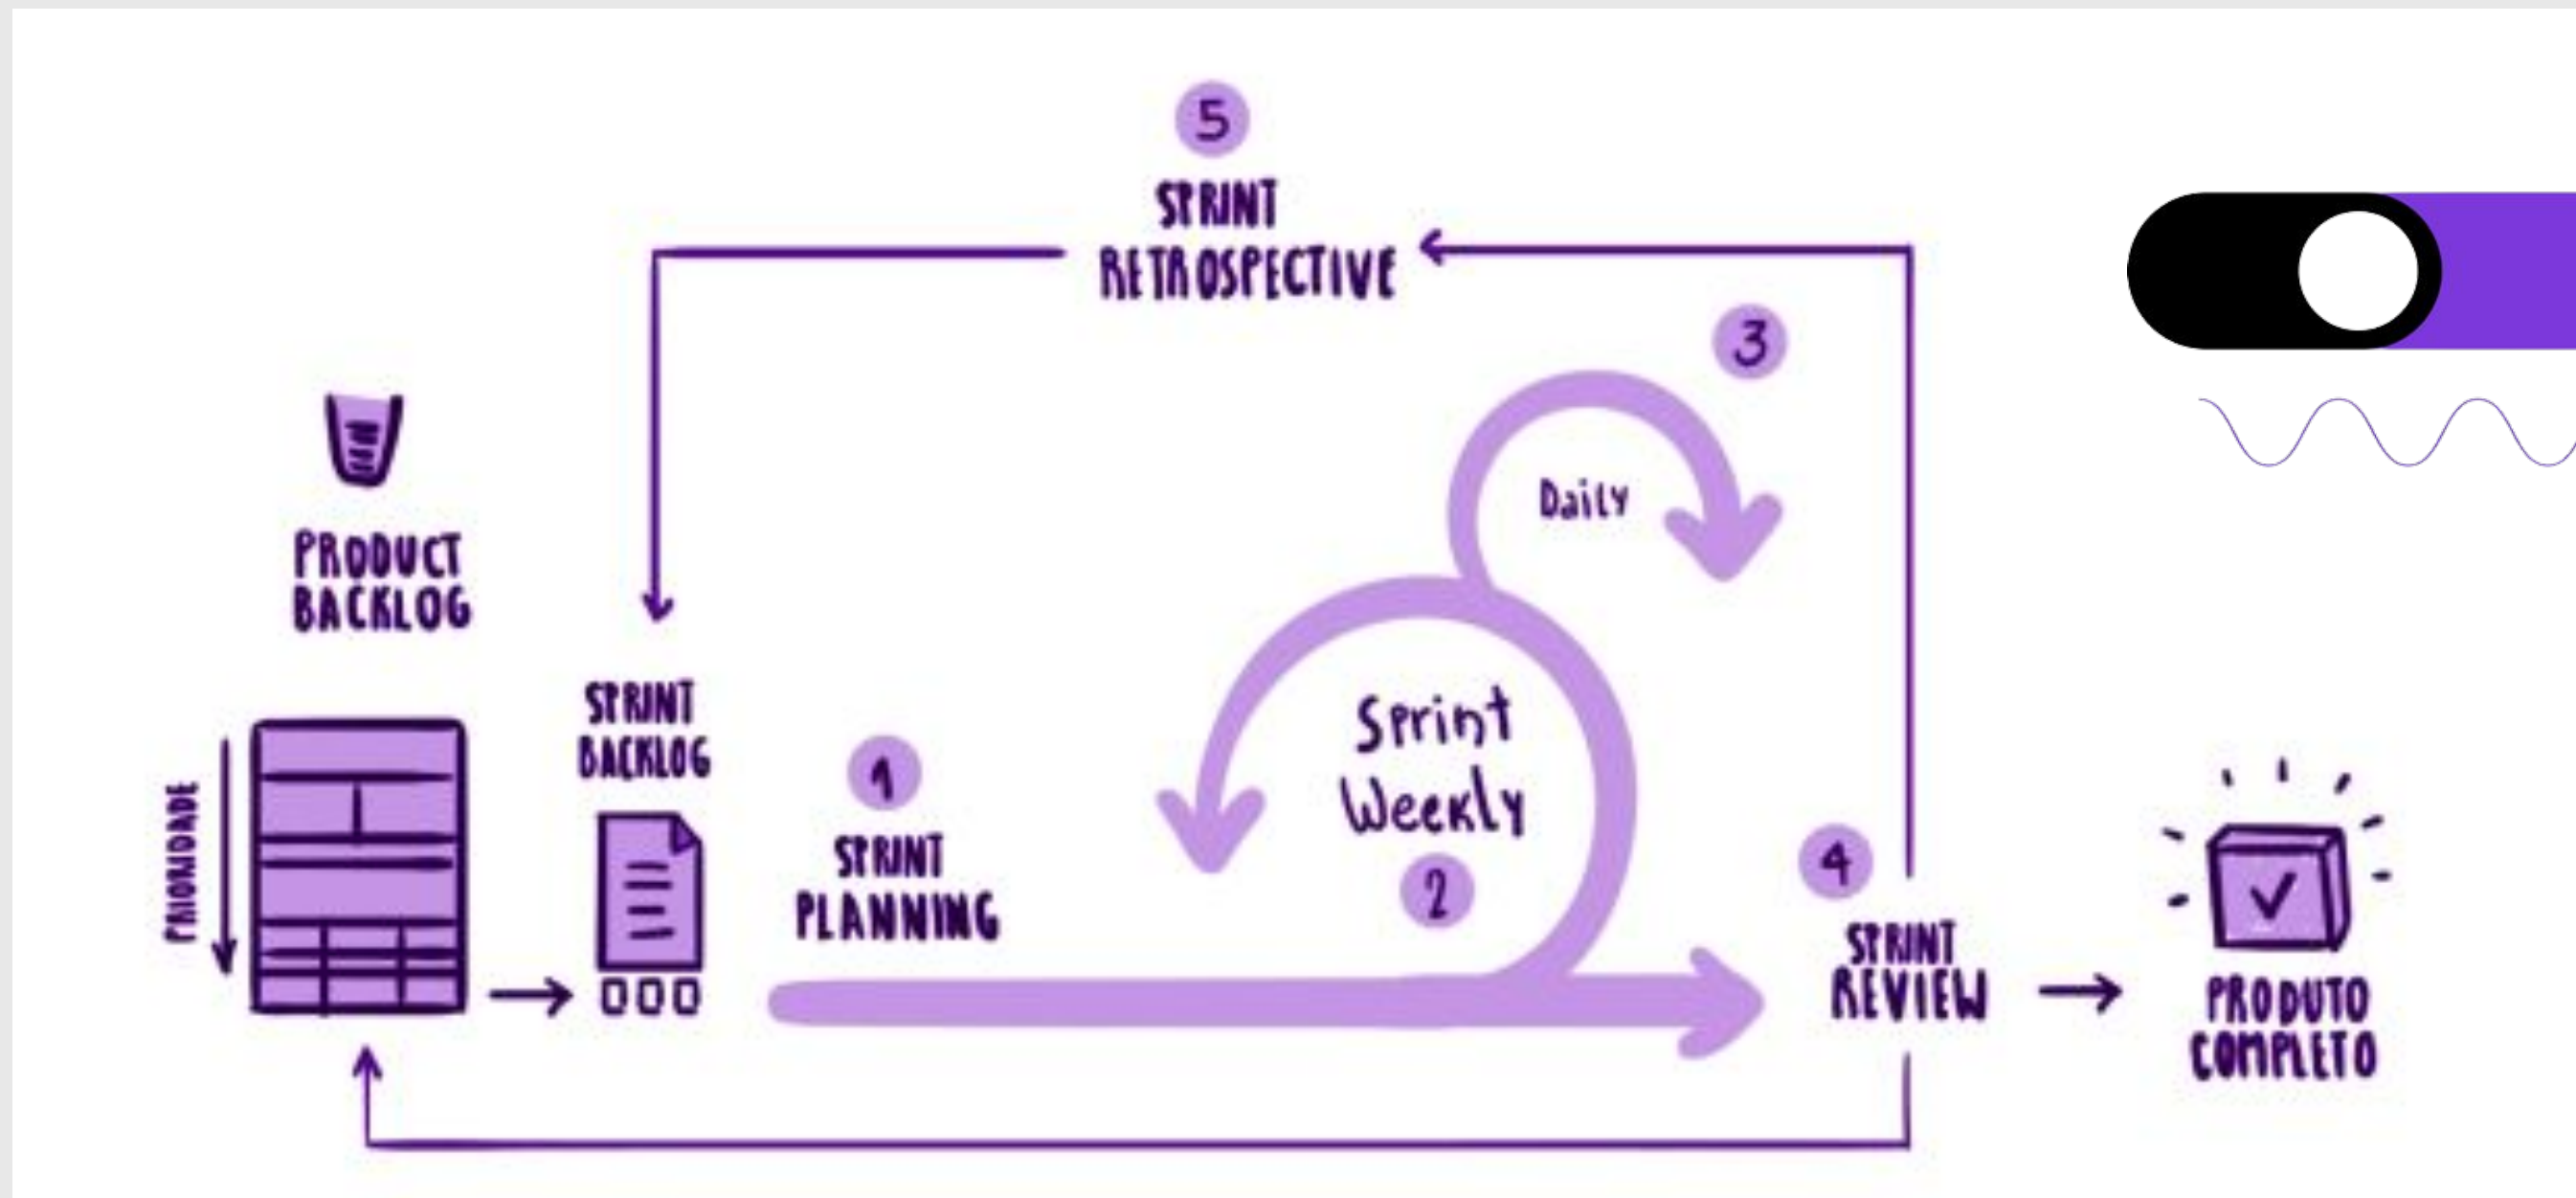 5
SPRINT
RETROSPECTIVE
3
Daily
PRODUCT
BACKLOG
PRIORIDADE
SPRINT
BACKLOG
1
SPRINT
PLANNING
Sprint
Weekly
2
4
SPRINT
REVIEW
PRODUTO
COMPLETO